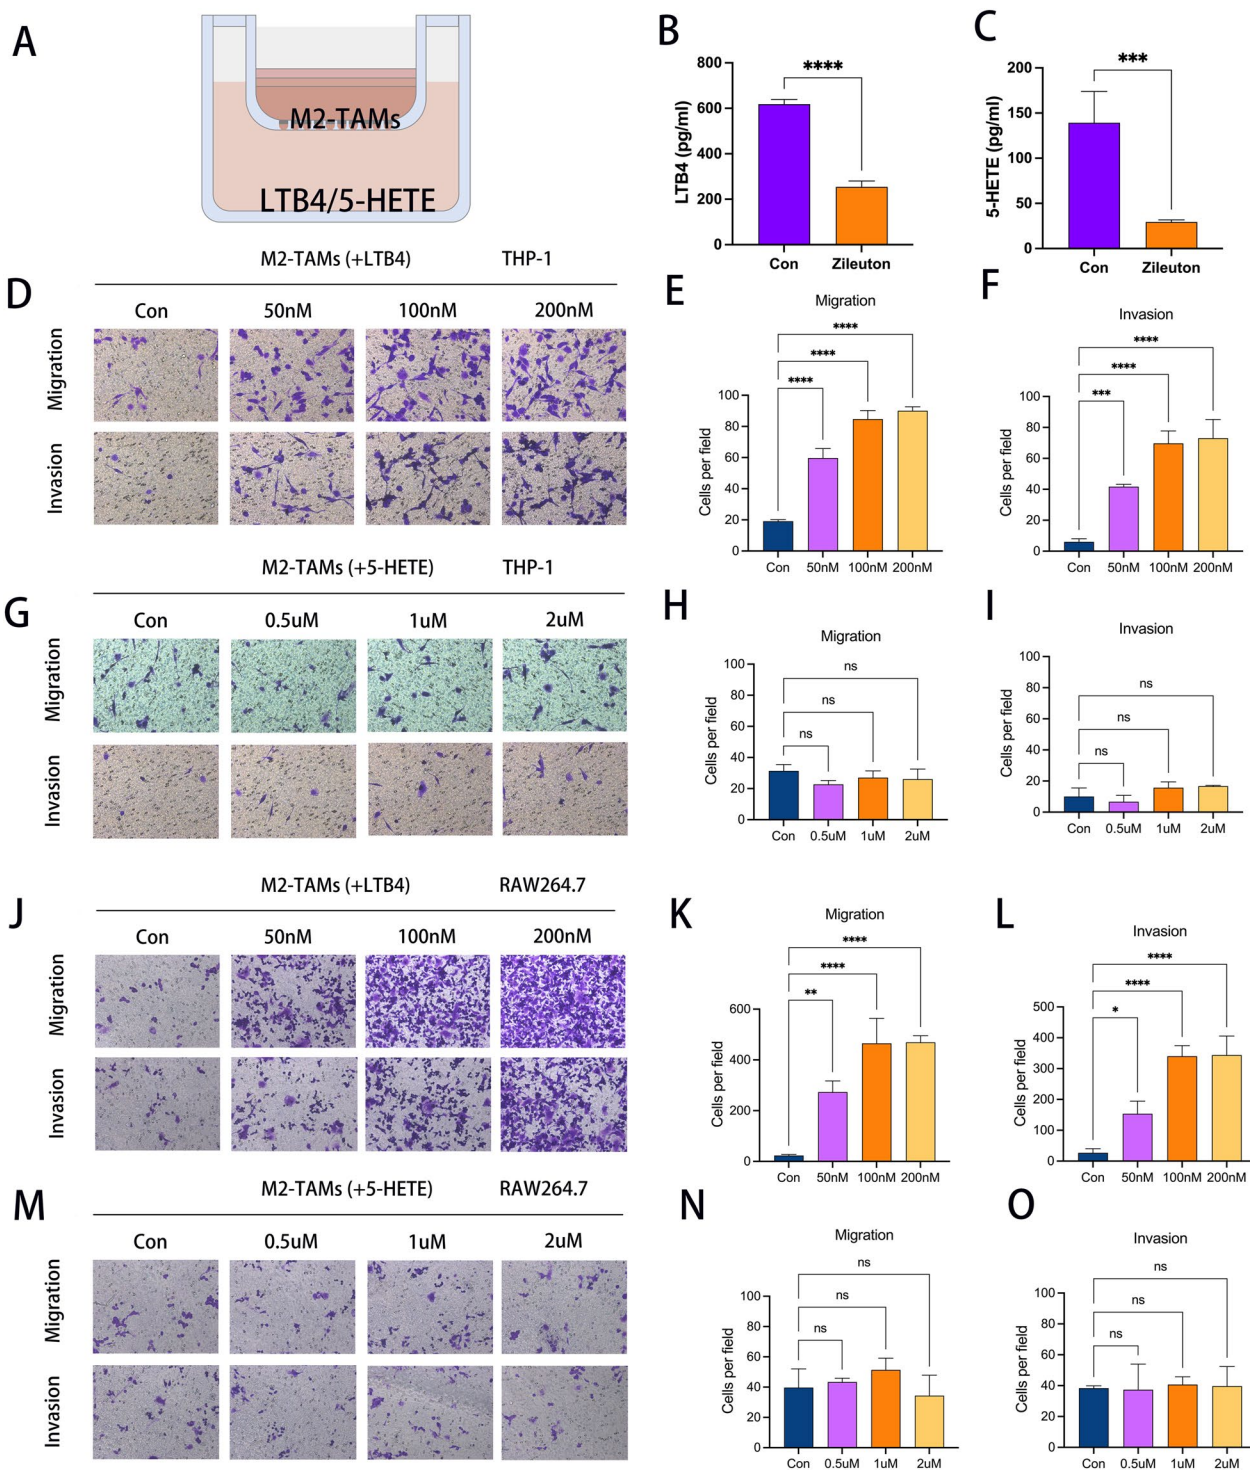 A
M2-TAMs
LTB4/5-HETE
B
LTB4 (pg/ml)
800
600
400
200
0
****
Con Zileuton
C
5-HETE (pg/ml)
200
150
100
50
0
***
Con Zileuton
D
M2-TAMs (+LTB4) THP-1
Con 50nM 100nM 200nM
Migration
Invasion
E
Migration
****
****
****
Cells per field
100
80
60
40
20
0
Con 50nM 100nM 200nM
F
Invasion
****
****
***
Cells per field
100
80
60
40
20
0
Con 50nM 100nM 200nM
G
M2-TAMs (+5-HETE) THP-1
Con 0.5uM 1uM 2uM
Migration
Invasion
H
Migration
ns
ns
ns
Cells per field
100
80
60
40
20
0
Con 0.5uM 1uM 2uM
I
Invasion
ns
ns
ns
Cells per field
100
80
60
40
20
0
Con 0.5uM 1uM 2uM
J
M2-TAMs (+LTB4) RAW264.7
Con 50nM 100nM 200nM
Migration
Invasion
K
Migration
****
****
**
Cells per field
600
400
200
0
Con 50nM 100nM 200nM
L
Invasion
****
****
*
Cells per field
500
400
300
200
100
0
Con 50nM 100nM 200nM
M
M2-TAMs (+5-HETE) RAW264.7
Con 0.5uM 1uM 2uM
Migration
Invasion
N
Migration
ns
ns
ns
Cells per field
100
80
60
40
20
0
Con 0.5uM 1uM 2uM
O
Invasion
ns
ns
ns
Cells per field
100
80
60
40
20
0
Con 0.5uM 1uM 2uM